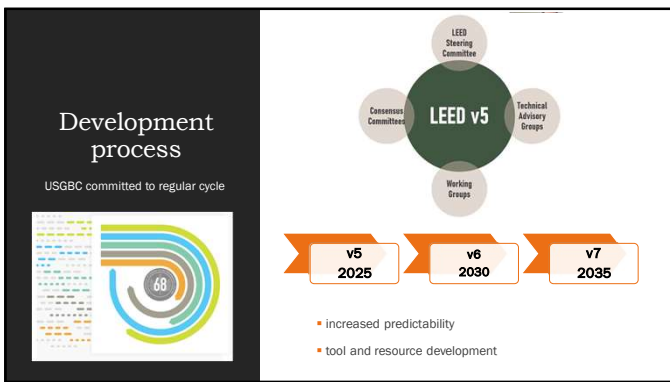 Development
process
USGBC committed to regular cycle
68
LEED
Steering
Committee
Consensus
Committees
LEED v5
Technical
Advisory
Groups
Working
Groups
v5
2025
v6
2030
v7
2035
▪ increased predictability
▪ tool and resource development